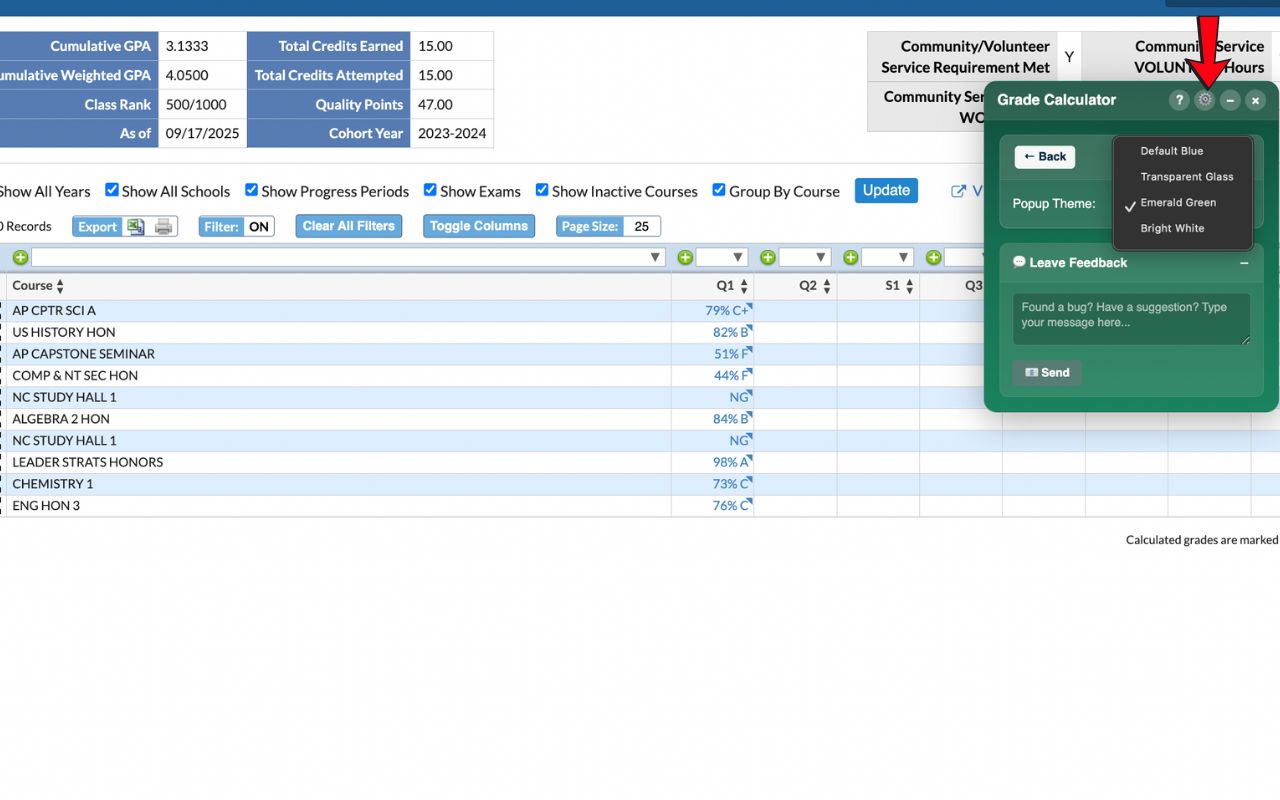 Cumulative GPA 3.1333 Total Credits Earned 15.00
umulative Weighted GPA 4.0500 Total Credits Attempted 15.00
Class Rank 500/1000 Quality Points 47.00
As of 09/17/2025 Cohort Year 2023-2024
Community/Volunteer
Service Requirement Met Y
Communi Service
VOLUNT Hours
Community Ser
WO
Grade Calculator ? – ×
← Back
Popup Theme:
Default Blue
Transparent Glass
✓ Emerald Green
Bright White
💬 Leave Feedback –
Found a bug? Have a suggestion? Type
your message here...
📧 Send
Show All Years Show All Schools Show Progress Periods Show Exams Show Inactive Courses Group By Course Update V
0 Records Export Filter: ON Clear All Filters Toggle Columns Page Size: 25
Course Q1 Q2 S1 Q3
AP CPTR SCI A 79% C+
US HISTORY HON 82% B
AP CAPSTONE SEMINAR 51% F
COMP & NT SEC HON 44% F
NC STUDY HALL 1 NG
ALGEBRA 2 HON 84% B
NC STUDY HALL 1 NG
LEADER STRATS HONORS 98% A
CHEMISTRY 1 73% C
ENG HON 3 76% C
Calculated grades are marked